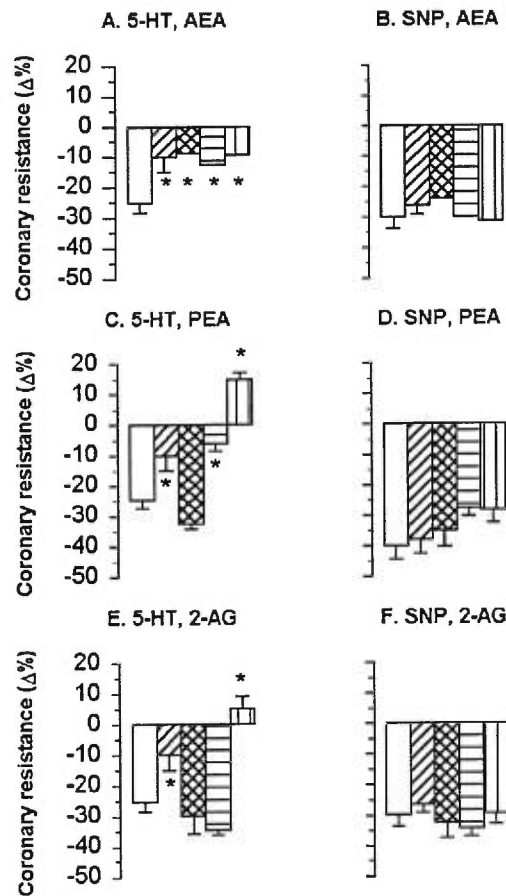 A. 5-HT, AEA
B. SNP, AEA
Coronary resistance (Δ%)
20
10
0
-10
-20
-30
-40
-50
* * * *
C. 5-HT, PEA
D. SNP, PEA
Coronary resistance (Δ%)
20
10
0
-10
-20
-30
-40
-50
*
* *
E. 5-HT, 2-AG
F. SNP, 2-AG
Coronary resistance (Δ%)
20
10
0
-10
-20
-30
-40
-50
*
*